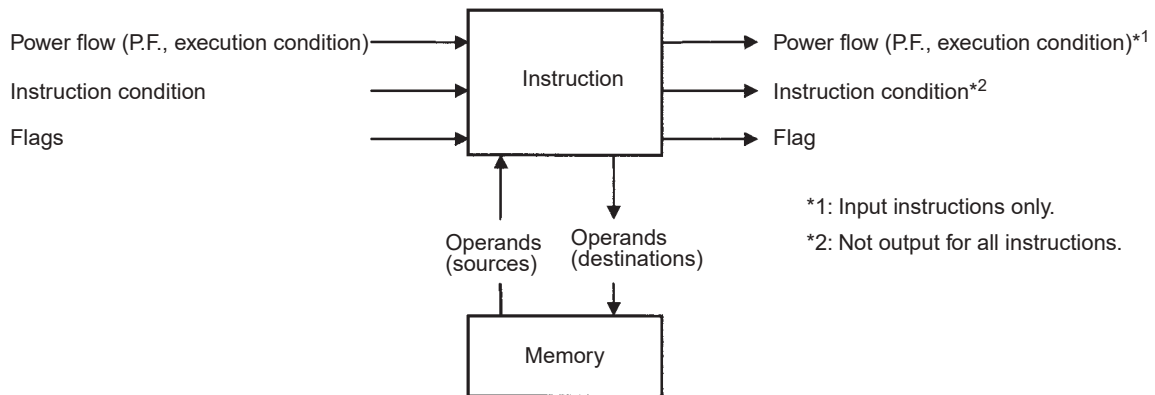 Power flow (P.F., execution condition)
Instruction condition
Flags
Instruction
Power flow (P.F., execution condition)*1
Instruction condition*2
Flag
*1: Input instructions only.
*2: Not output for all instructions.
Operands
(sources)
Operands
(destinations)
Memory